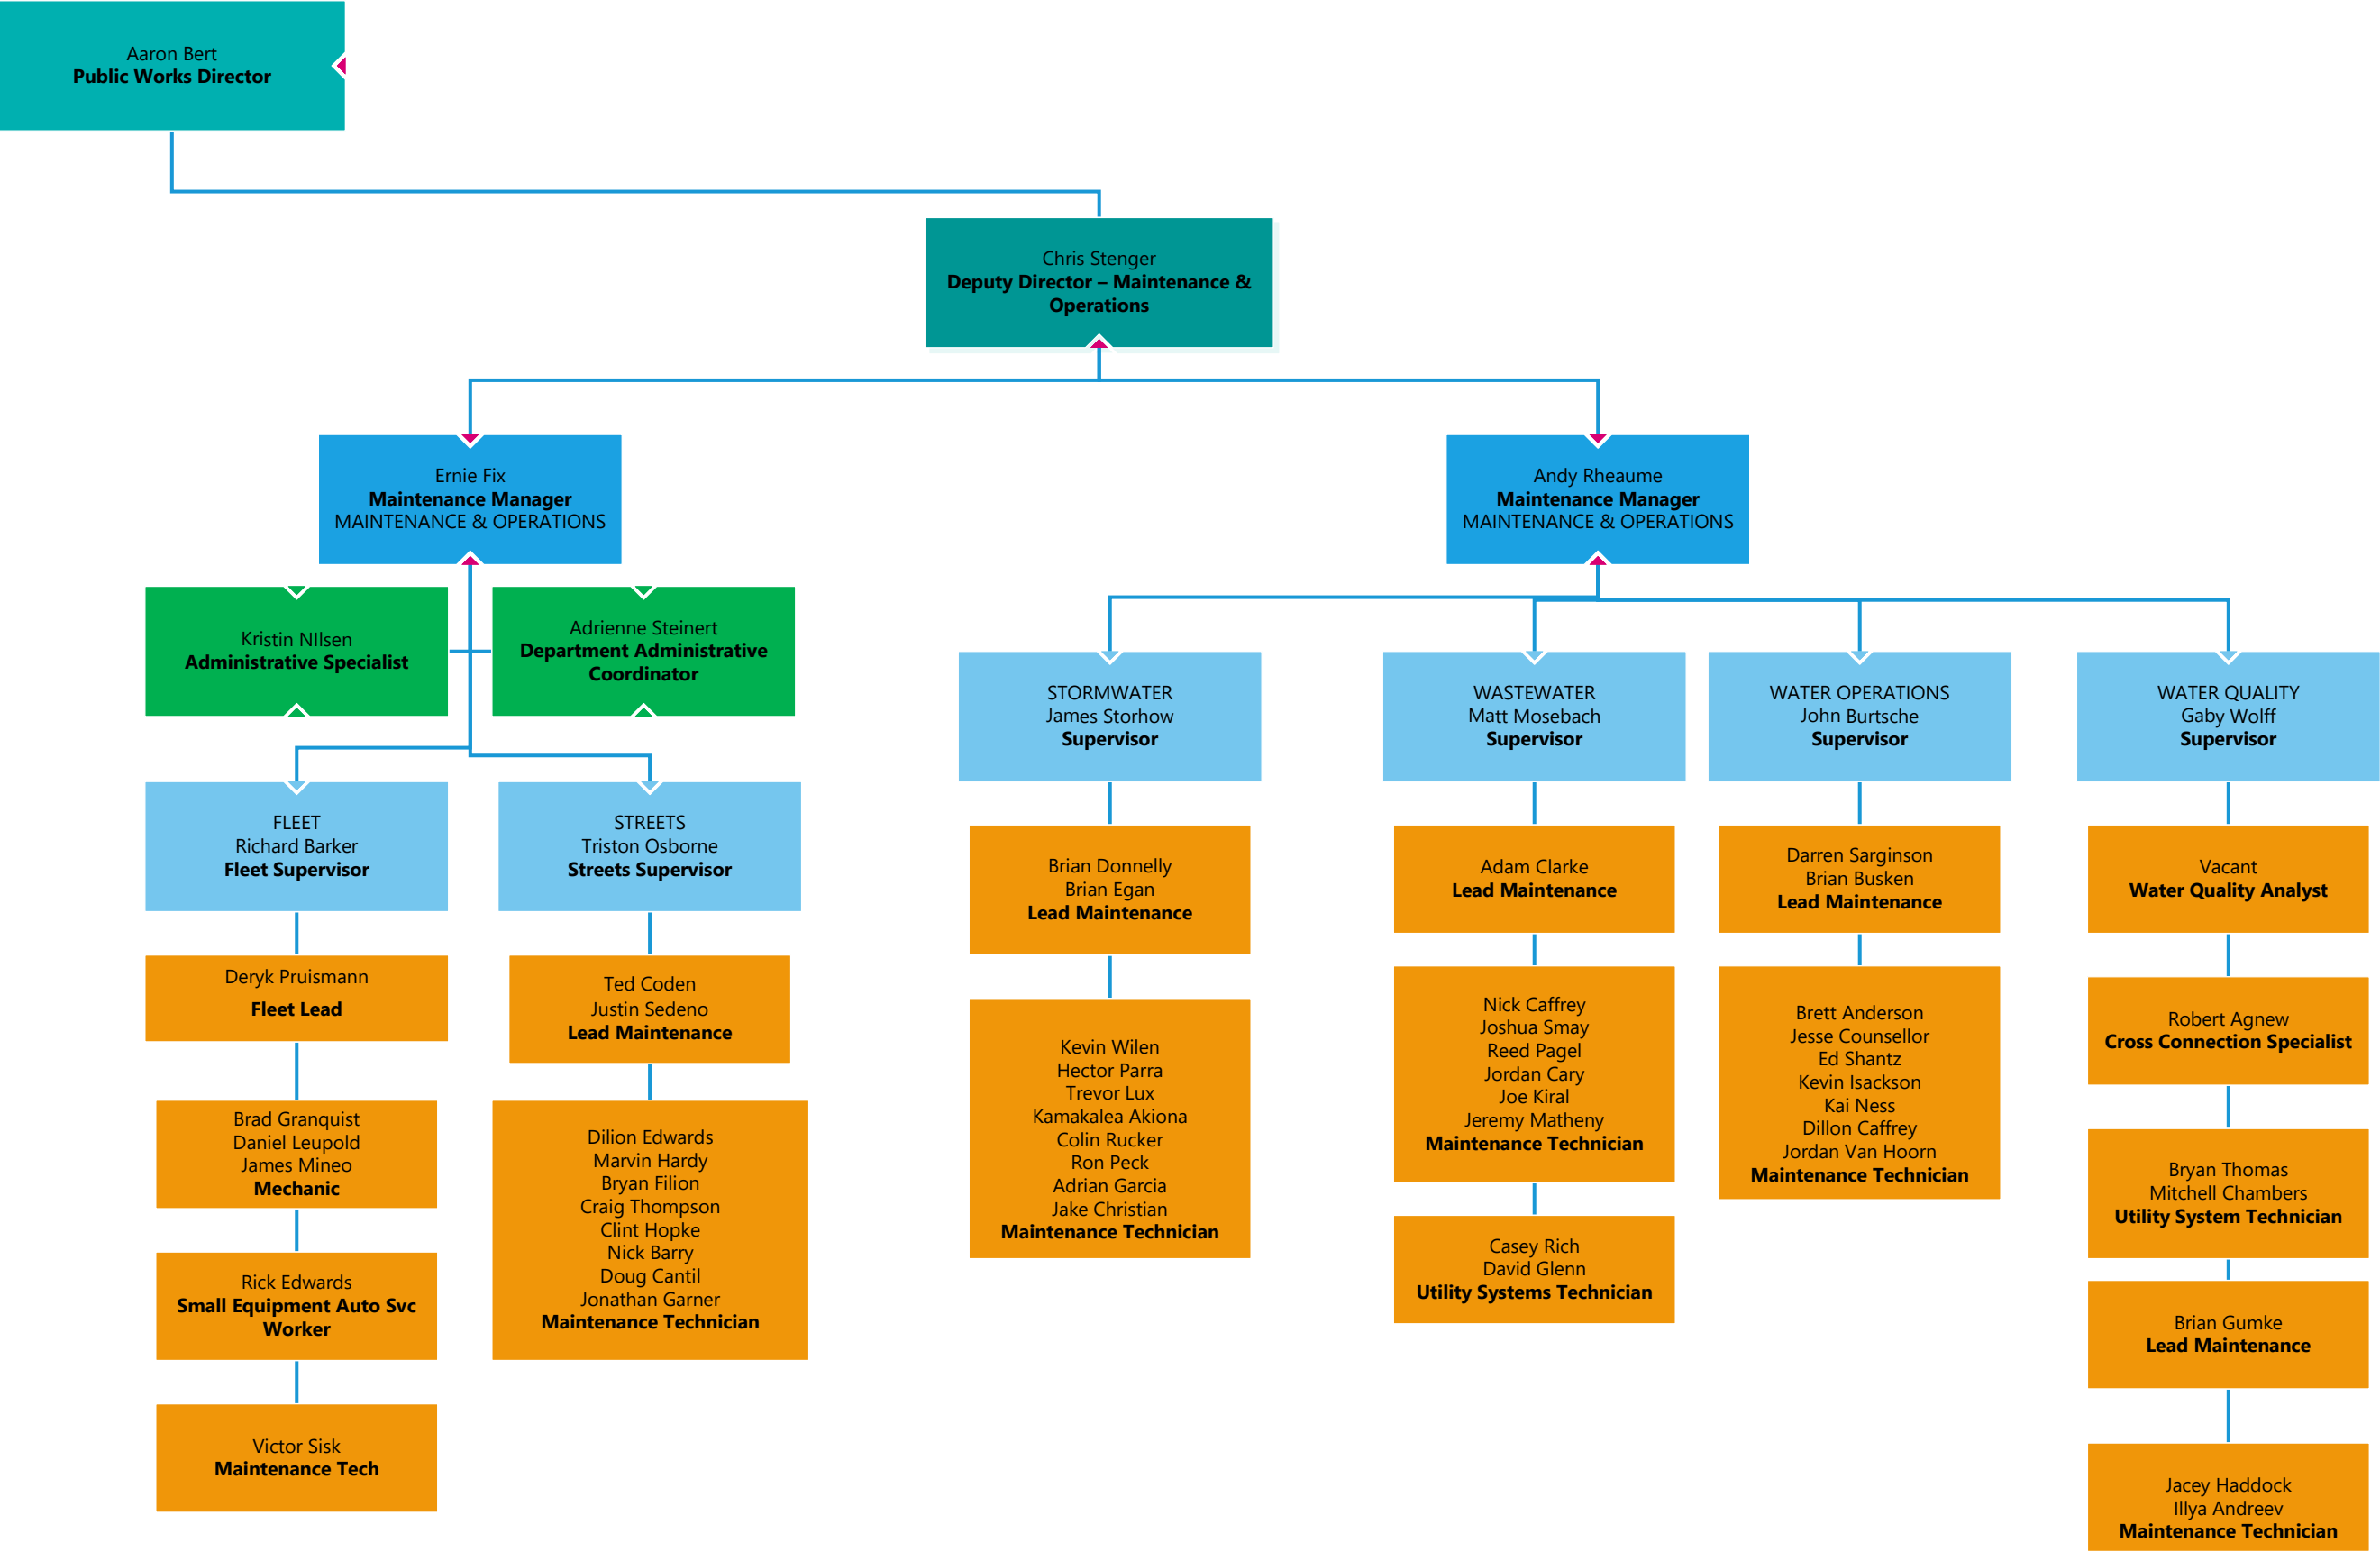 Aaron Bert
Public Works Director
Chris Stenger
Deputy Director – Maintenance &
Operations
Ernie Fix
Maintenance Manager
MAINTENANCE & OPERATIONS
Andy Rheaume
Maintenance Manager
MAINTENANCE & OPERATIONS
Kristin NIlsen
Administrative Specialist
Adrienne Steinert
Department Administrative
Coordinator
FLEET
Richard Barker
Fleet Supervisor
Deryk Pruismann
Fleet Lead
Brad Granquist
Daniel Leupold
James Mineo
Mechanic
Rick Edwards
Small Equipment Auto Svc
Worker
Victor Sisk
Maintenance Tech
STREETS
Triston Osborne
Streets Supervisor
Ted Coden
Justin Sedeno
Lead Maintenance
Dilion Edwards
Marvin Hardy
Bryan Filion
Craig Thompson
Clint Hopke
Nick Barry
Doug Cantil
Jonathan Garner
Maintenance Technician
STORMWATER
James Storhow
Supervisor
Brian Donnelly
Brian Egan
Lead Maintenance
Kevin Wilen
Hector Parra
Trevor Lux
Kamakalea Akiona
Colin Rucker
Ron Peck
Adrian Garcia
Jake Christian
Maintenance Technician
WASTEWATER
Matt Mosebach
Supervisor
Adam Clarke
Lead Maintenance
Nick Caffrey
Joshua Smay
Reed Pagel
Jordan Cary
Joe Kiral
Jeremy Matheny
Maintenance Technician
Casey Rich
David Glenn
Utility Systems Technician
WATER OPERATIONS
John Burtsche
Supervisor
Darren Sarginson
Brian Busken
Lead Maintenance
Brett Anderson
Jesse Counsellor
Ed Shantz
Kevin Isackson
Kai Ness
Dillon Caffrey
Jordan Van Hoorn
Maintenance Technician
WATER QUALITY
Gaby Wolff
Supervisor
Vacant
Water Quality Analyst
Robert Agnew
Cross Connection Specialist
Bryan Thomas
Mitchell Chambers
Utility System Technician
Brian Gumke
Lead Maintenance
Jacey Haddock
Illya Andreev
Maintenance Technician